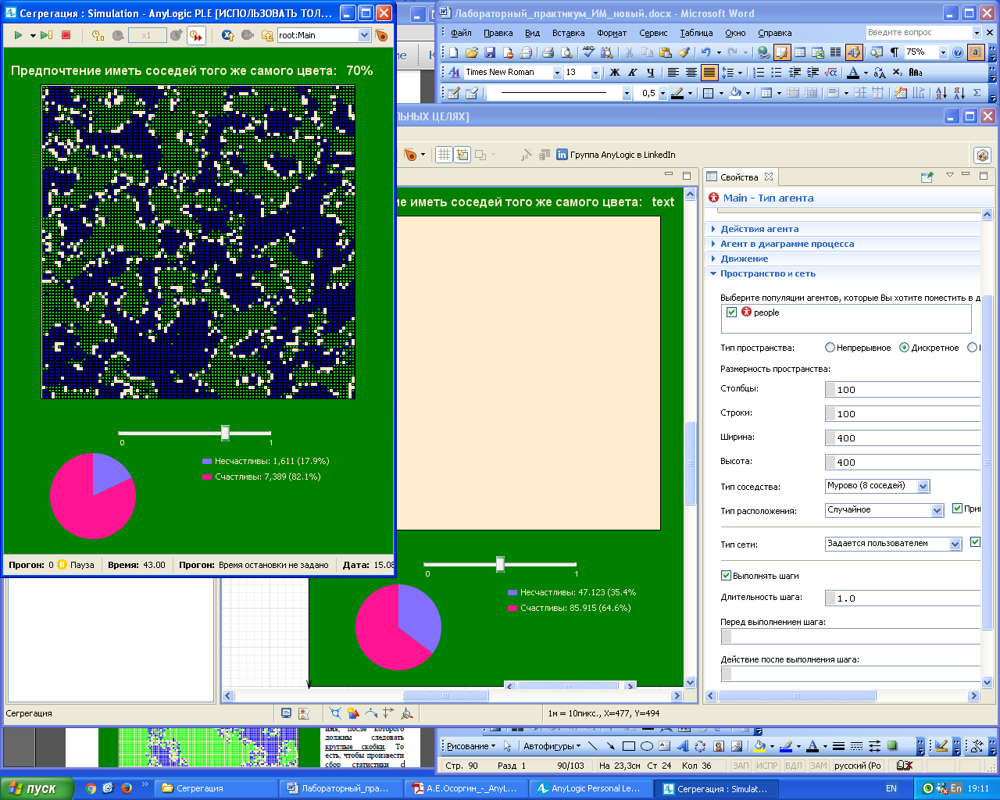 Сегрегация : Simulation - AnyLogic PLE [ИСПОЛЬЗОВАТЬ ТОЛ...
x1
root:Main
Предпочтение иметь соседей того же самого цвета: 70%
0
1
Несчастливы: 1,611 (17.9%)
Счастливы: 7,389 (82.1%)
Прогон: 0
Пауза
Время: 43.00
Прогон: Время остановки не задано
Дата: 15.08
Лабораторный_практикум_ИМ_новый.docx - Microsoft Word
Файл Правка Вид Вставка Формат Сервис Таблица Окно Справка
Введите вопрос
75%
Times New Roman
13
Ж К Ч
0,5
ЛЬНЫХ ЦЕЛЯХ]
Группа AnyLogic в LinkedIn
ие иметь соседей того же самого цвета: text
0
1
Несчастливы: 47.123 (35.4%
Счастливы: 85.915 (64.6%)
Свойства
Main - Тип агента
Действия агента
Агент в диаграмме процесса
Движение
Пространство и сеть
Выберите популяции агентов, которые Вы хотите поместить в д
people
Тип пространства:
Непрерывное
Дискретное
Размерность пространства:
Столбцы:
100
Строки:
100
Ширина:
400
Высота:
400
Тип соседства:
Мурово (8 соседей)
Тип расположения:
Случайное
При
Тип сети:
Задается пользователем
Выполнять шаги
Длительность шага:
1.0
Перед выполнением шага:
Действие после выполнения шага:
Сегрегация
1м = 10пикс., X=477, Y=494
имя, после которого
должны следовать
круглые скобки. То
есть, чтобы произвести
сбор статистики с
Рисование
Автофигуры
Стр. 90 Разд 1 90/103 На 23,3см Ст 24 Кол 36 ЗАП ИСПР ВДЛ ЗАМ русский (Ро
пуск
Сегрегация
Лабораторный_пра...
А.Е.Осоргин_-_AnyL...
AnyLogic Personal Le...
Сегрегация : Simulat...
EN
En
19:11